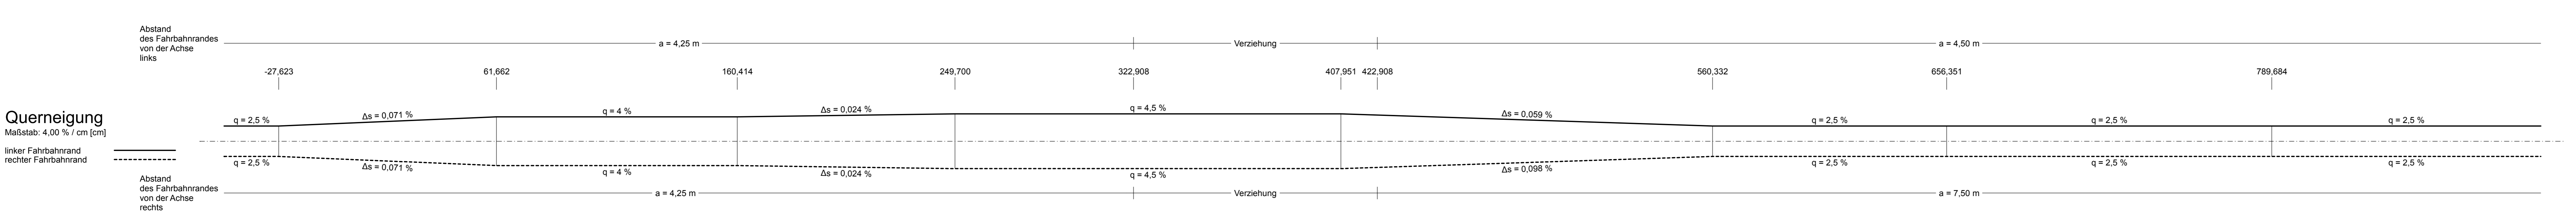 Abstand
des Fahrbahnrandes
von der Achse
links
a = 4,25 m
Verziehung
a = 4,50 m
-27,623
61,662
160,414
249,700
322,908
407,951
422,908
560,332
656,351
789,684
Querneigung
Maßstab: 4,00 % / cm [cm]
q = 2,5 %
Δs = 0,071 %
q = 4 %
Δs = 0,024 %
q = 4,5 %
Δs = 0,059 %
q = 2,5 %
q = 2,5 %
q = 2,5 %
linker Fahrbahnrand
rechter Fahrbahnrand
q = 2,5 %
Δs = 0,071 %
q = 4 %
Δs = 0,024 %
q = 4,5 %
Δs = 0,098 %
q = 2,5 %
q = 2,5 %
q = 2,5 %
Abstand
des Fahrbahnrandes
von der Achse
rechts
a = 4,25 m
Verziehung
a = 7,50 m